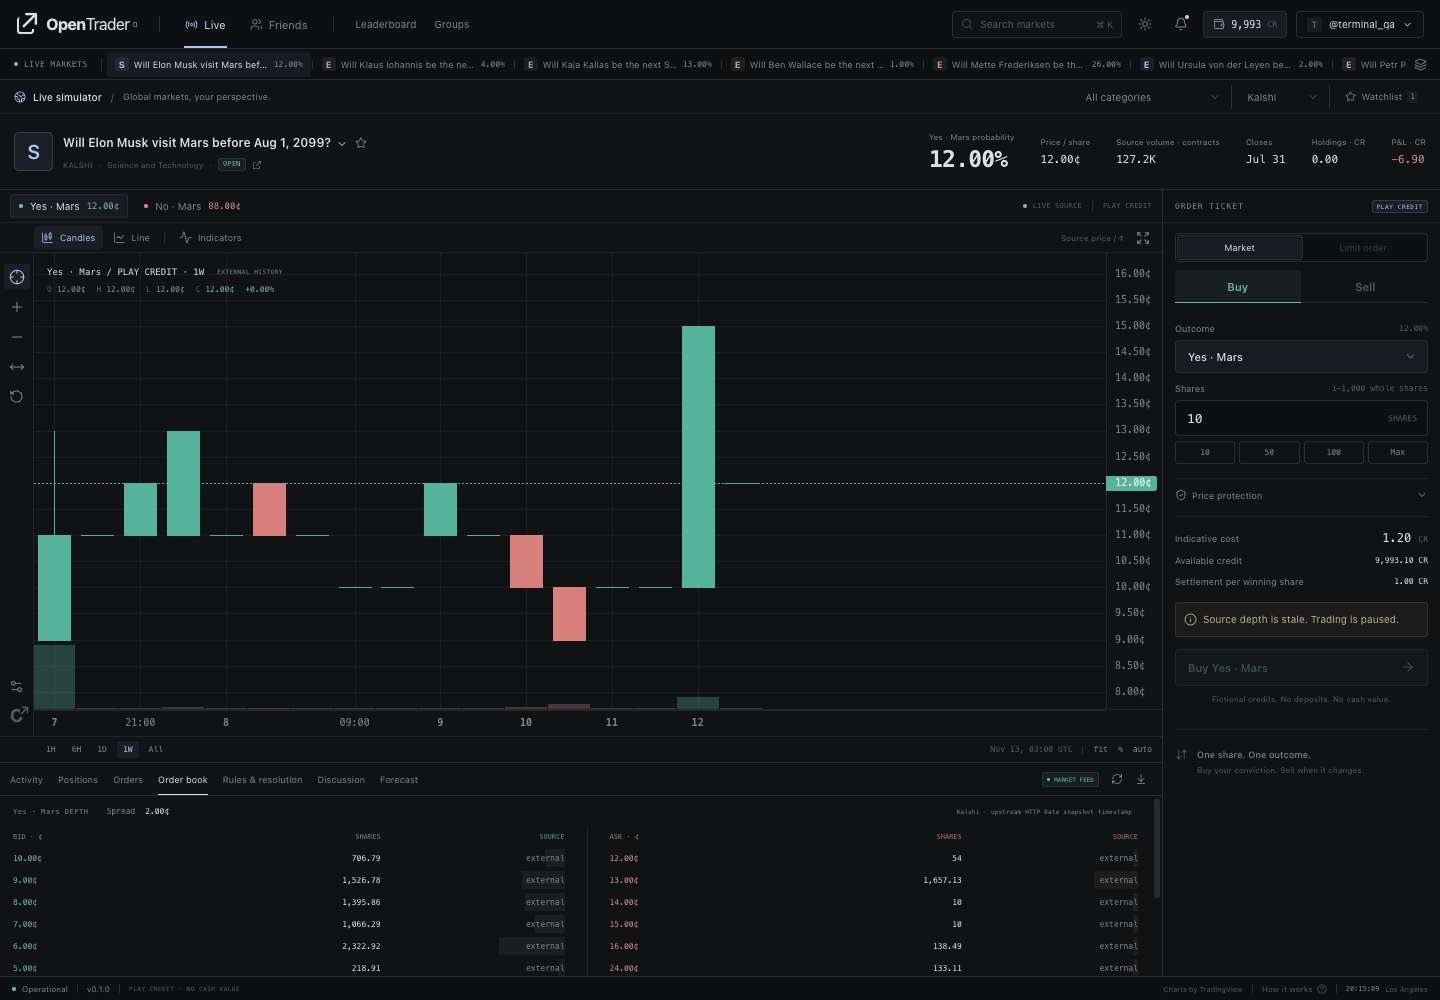 OpenTrader α Live Friends Leaderboard Groups Search markets ⌘ K 9,993 CR T @terminal_qa
LIVE MARKETS S Will Elon Musk visit Mars bef... 12.00% E Will Klaus Iohannis be the ne... 4.00% E Will Kaja Kallas be the next S... 13.00% E Will Ben Wallace be the next ... 1.00% E Will Mette Frederiksen be th... 26.00% E Will Ursula von der Leyen be... 2.00% E Will Petr P
Live simulator / Global markets, your perspective. All categories Kalshi Watchlist 1
S Will Elon Musk visit Mars before Aug 1, 2099?
KALSHI · Science and Technology · OPEN
Yes · Mars probability Price / share Source volume · contracts Closes Holdings · CR P&L · CR
12.00% 12.00¢ 127.2K Jul 31 0.00 −6.90
Yes · Mars 12.00¢ No · Mars 88.00¢ LIVE SOURCE PLAY CREDIT
Candles Line Indicators Source price / ¢
Yes · Mars / PLAY CREDIT · 1W EXTERNAL HISTORY
O 12.00¢ H 12.00¢ L 12.00¢ C 12.00¢ +0.00%
16.00¢
15.50¢
15.00¢
14.50¢
14.00¢
13.50¢
13.00¢
12.50¢
12.00¢
11.50¢
11.00¢
10.50¢
10.00¢
9.50¢
9.00¢
8.50¢
8.00¢
7 21:00 8 09:00 9 10 11 12
1H 6H 1D 1W All Nov 13, 03:00 UTC fit % auto
Activity Positions Orders Order book Rules & resolution Discussion Forecast MARKET FEED
Yes · Mars DEPTH Spread 2.00¢ Kalshi · upstream HTTP Date snapshot timestamp
BID · ¢ SHARES SOURCE ASK · ¢ SHARES SOURCE
10.00¢ 706.79 external 12.00¢ 54 external
9.00¢ 1,526.78 external 13.00¢ 1,657.13 external
8.00¢ 1,395.86 external 14.00¢ 10 external
7.00¢ 1,066.29 external 15.00¢ 10 external
6.00¢ 2,322.92 external 16.00¢ 138.49 external
5.00¢ 218.91 external 24.00¢ 133.11 external
ORDER TICKET PLAY CREDIT
Market Limit order
Buy Sell
Outcome 12.00%
Yes · Mars
Shares 1–1,000 whole shares
10 SHARES
10 50 100 Max
Price protection
Indicative cost 1.20 CR
Available credit 9,993.10 CR
Settlement per winning share 1.00 CR
Source depth is stale. Trading is paused.
Buy Yes · Mars
Fictional credits. No deposits. No cash value.
One share. One outcome.
Buy your conviction. Sell when it changes.
Operational v0.1.0 PLAY CREDIT · NO CASH VALUE Charts by TradingView How it works 20:15:09 Los Angeles